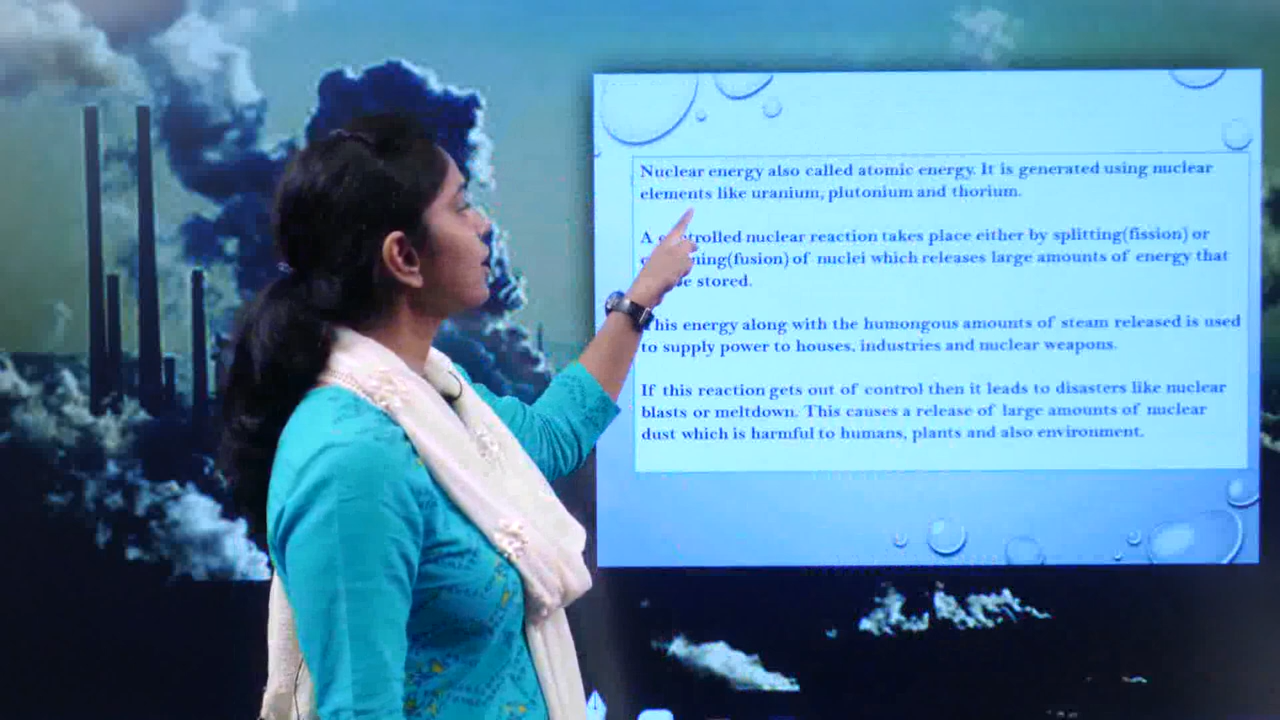 Nuclear energy also called atomic energy. It is generated using nuclear
elements like uranium, plutonium and thorium.
A controlled nuclear reaction takes place either by splitting(fission) or
(fusion) of nuclei which releases large amounts of energy that
be stored.
This energy along with the humongous amounts of steam released is used
to supply power to houses, industries and nuclear weapons.
If this reaction gets out of control then it leads to disasters like nuclear
blasts or meltdown. This causes a release of large amounts of nuclear
dust which is harmful to humans, plants and also environment.